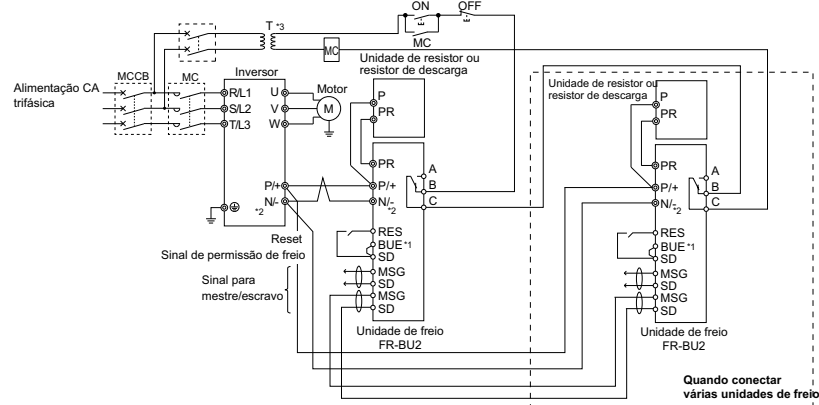 ON OFF
T *3
MC
MC
Unidade de resistor ou
resistor de descarga
Unidade de resistor ou
resistor de descarga
Alimentação CA
trifásica
MCCB
MC
Inversor
Motor
R/L1
S/L2
T/L3
U
V
W
M
P
PR
P
PR
PR
P/+
N/-
*2
A
B
C
PR
P/+
N/-
*2
A
B
C
P/+
N/-
*2
Reset
Sinal de permissão de freio
Sinal para
mestre/escravo
RES
BUE *1
SD
MSG
SD
MSG
SD
RES
BUE *1
SD
MSG
SD
MSG
SD
Unidade de freio
FR-BU2
Unidade de freio
FR-BU2
Quando conectar
várias unidades de freio